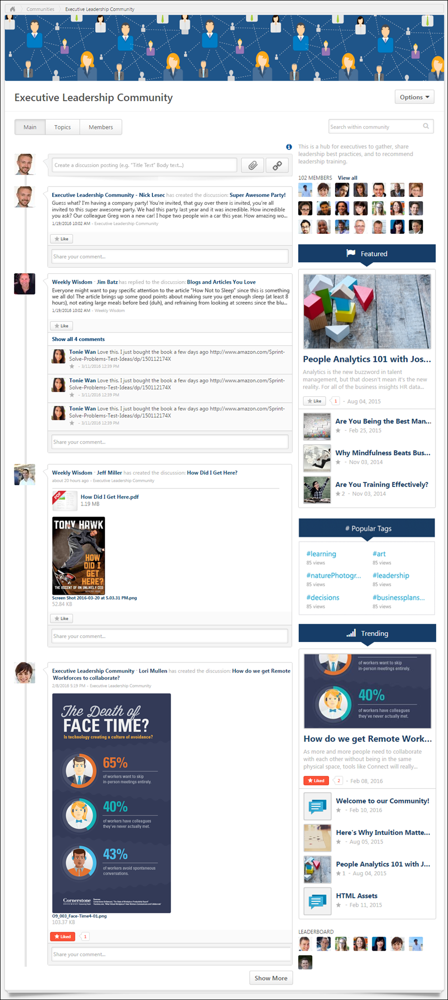 Communities
Executive Leadership Community
Executive Leadership Community
Options
Main
Topics
Members
Search within community
Create a discussion posting (e.g. "Title Text" Body text...)
Executive Leadership Community - Nick Lesec has created the discussion: Super Awesome Party!
Guess what? I'm having a company party! You're invited, that guy over there is invited, you're all
invited to this super awesome party. We had this party last year and it was incredible. How incredible
you ask? Our colleague Greg won a new car! I hope two people win a car this year. How amazing wo...
1/19/2016 10:02 AM - Executive Leadership Community
Like
Share your comment...
Weekly Wisdom - Jim Batz has replied to the discussion: Blogs and Articles You Love
Everyone might want to pay specific attention to the article "How Not to Sleep" since this is something
we all do! The article brings up some good points about making sure you get enough sleep (at least 8
hours), not eating large meals before bed (duh), and refraining from looking at screens since the blu...
1/19/2016 10:02 AM - Weekly Wisdom
Like
Show all 4 comments
Tonie Wan Love this. I just bought the book a few days ago http://www.amazon.com/Sprint-
Solve-Problems-Test-Ideas/dp/150112174X
- 3/11/2016 12:39 PM
Tonie Wan Love this. I just bought the book a few days ago http://www.amazon.com/Sprint-
Solve-Problems-Test-Ideas/dp/150112174X
- 3/11/2016 12:39 PM
Tonie Wan Love this. I just bought the book a few days ago http://www.amazon.com/Sprint-
Solve-Problems-Test-Ideas/dp/150112174X
- 3/11/2016 12:39 PM
Share your comment...
Weekly Wisdom - Jeff Miller has created the discussion: How Did I Get Here?
about 20 hours ago - Executive Leadership Community
PDF
How Did I Get Here.pdf
1.19 MB
TONY HAWK
HOW
DID I
GET
HERE?
THE ASCENT OF AN UNLIKELY CEO
Screen Shot 2016-03-20 at 5.03.31 PM.png
52.84 KB
Like
Share your comment...
Executive Leadership Community - Lori Mullen has created the discussion: How do we get Remote
Workforces to collaborate?
2/8/2016 5:19 PM - Executive Leadership Community
The Death of
FACE TIME?
Is technology creating a culture of avoidance?
65%
of workers want to skip
in-person meetings entirely.
40%
of workers have colleagues
they've never actually met.
43%
of workers avoid spontaneous
conversations.
Cornerstone
ONDEMAND
Sources:
Cornerstone OnDemand, "The State of Workplace Productivity Report"
O9_003_Face-Time4-01.png
103.37 KB
Liked
1
Share your comment...
Show More
This is a hub for executives to gather, share
leadership best practices, and to recommend
leadership training.
102 MEMBERS View all
Featured
People Analytics 101 with Jos...
Analytics is the new buzzword in talent
management, but that doesn't mean it's the new
reality. For all of the business insights HR data...
Like 1 - Aug 04, 2015
Are You Being the Best Man...
- Feb 25, 2015
Why Mindfulness Beats Bus...
- Nov 03, 2014
Are You Training Effectively?
2 - Nov 03, 2014
# Popular Tags
#learning
85 views
#art
85 views
#naturePhotogr...
85 views
#leadership
85 views
#decisions
85 views
#businessplans...
85 views
Trending
of workers want to skip
in-person meetings entirely.
40%
of workers have colleagues
they've never actually met.
How do we get Remote Work...
As more and more people need to collaborate
with each other without being in the same
physical space, tools like Connect will really...
Liked 2 - Feb 08, 2016
Welcome to our Community!
- Feb 10, 2016
Here's Why Intuition Matte...
- Aug 05, 2015
People Analytics 101 with J...
1 - Aug 04, 2015
HTML Assets
- Feb 11, 2015
LEADERBOARD